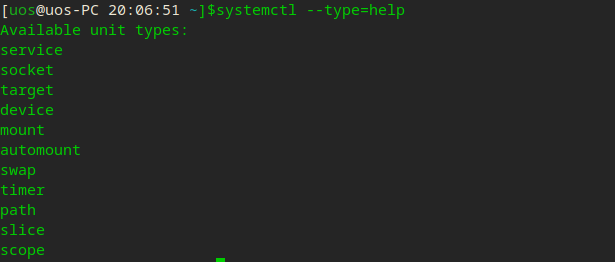 [uos@uos-PC 20:06:51 ~]$systemctl --type=help
Available unit types:
service
socket
target
device
mount
automount
swap
timer
path
slice
scope